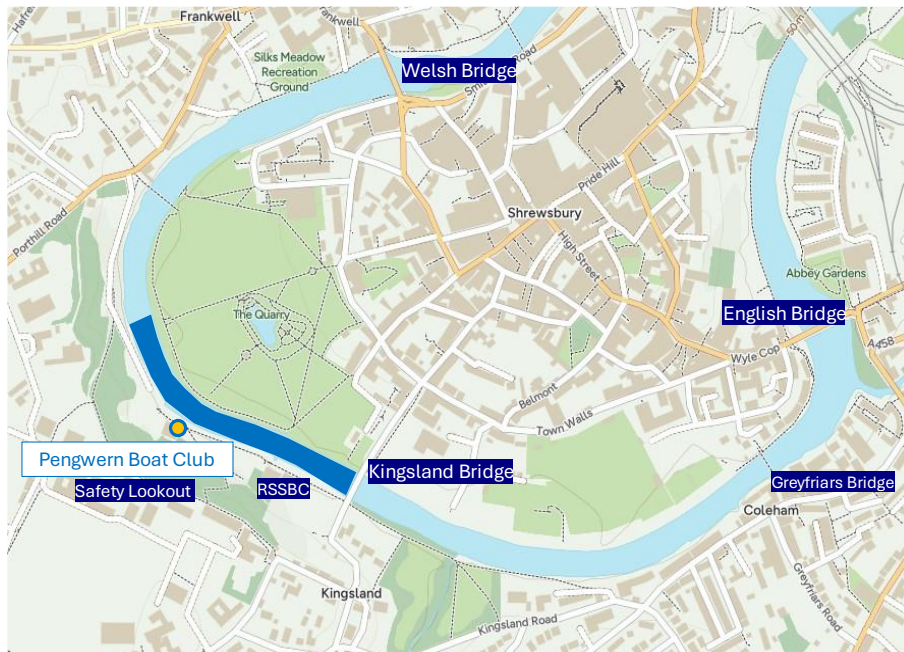 Frankwell
Frankwell
50 m
Silks Meadow
Recreation
Ground
Welsh Bridge
Road
Porthill Road
Pride Hill
Shrewsbury
High Street
Abbey Gardens
The Quarry
English Bridge
Wyle Cop
A458
Belmont
Town Walls
Pengwern Boat Club
Kingsland Bridge
Safety Lookout
RSSBC
Greyfriars Bridge
Coleham
Kingsland
Greyfriars Road
Kingsland Road